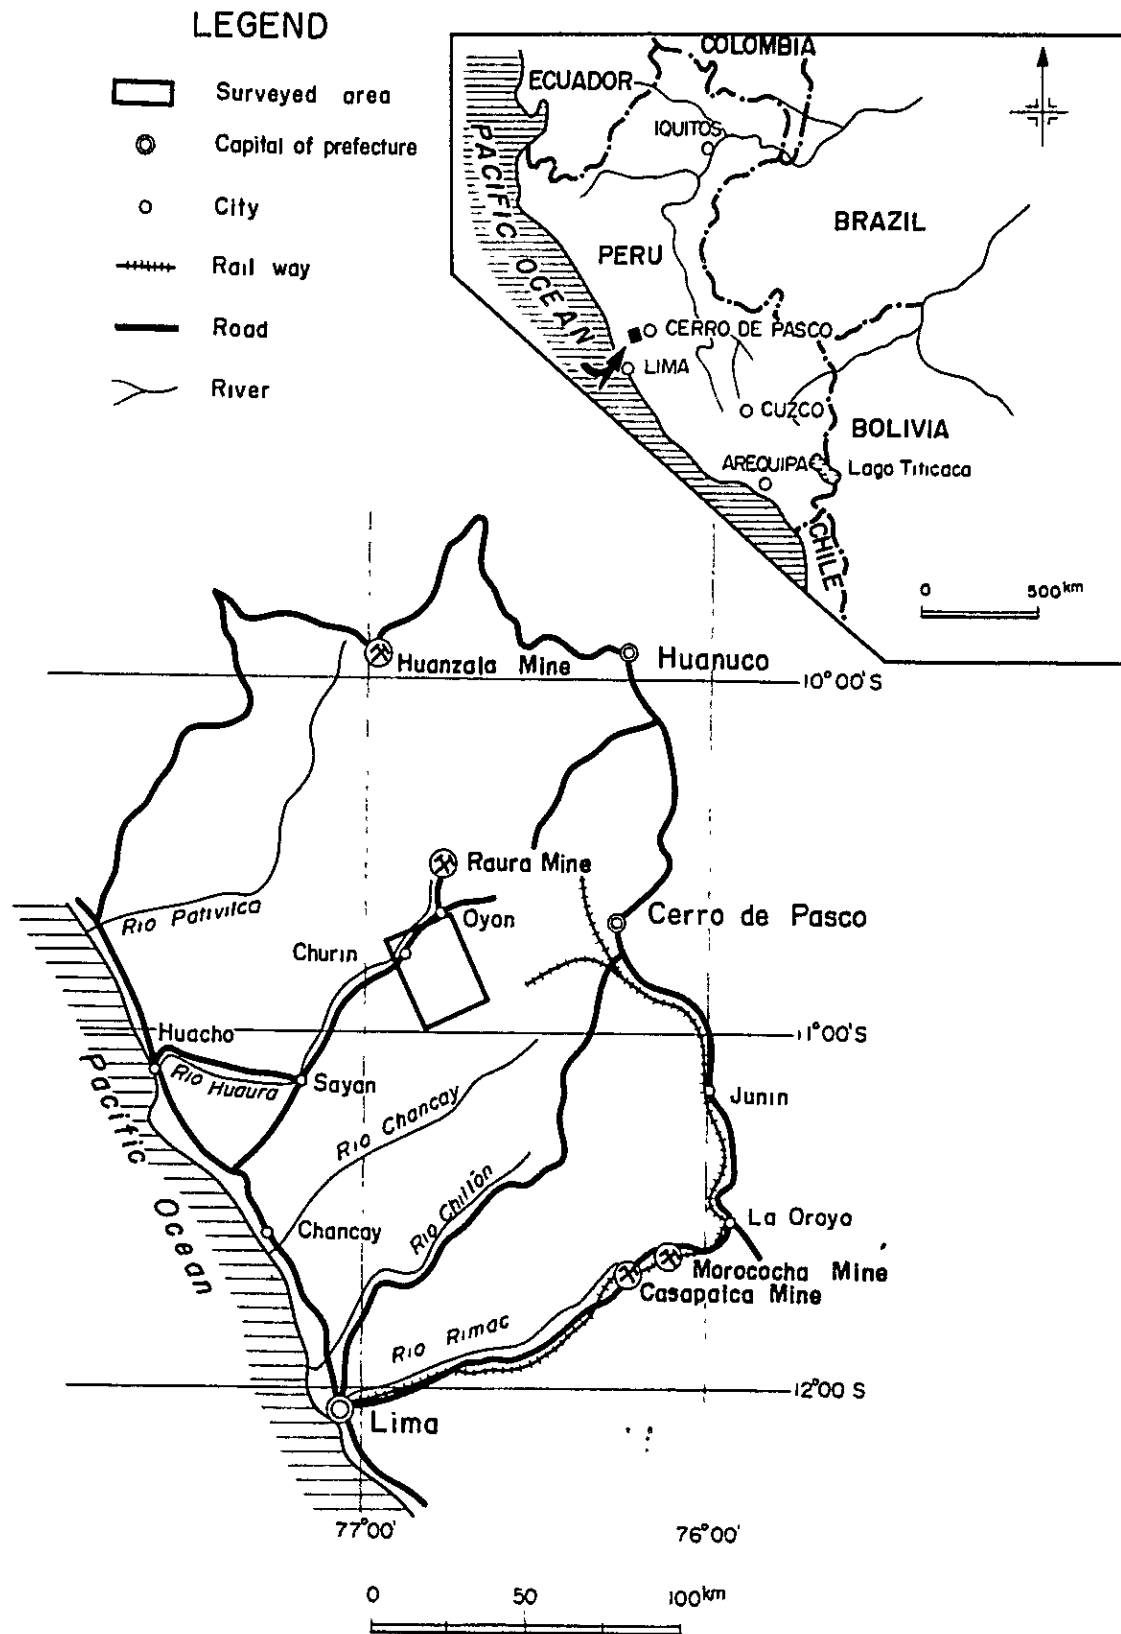 LEGEND
Surveyed area
Capital of prefecture
City
Rail way
Road
River
COLOMBIA
ECUADOR
IQUITOS
PACIFIC OCEAN
BRAZIL
PERU
CERRO DE PASCO
LIMA
CUZCO
BOLIVIA
AREQUIPA
Lago Titicaca
CHILE
0 500km
Huanzala Mine
Huanuco
10°00'S
Raura Mine
Rio Pativilca
Oyon
Cerro de Pasco
Churin
11°00'S
Huacho
Rio Huaura
Sayan
Junin
Rio Chancay
Pacific Ocean
Rio Chillón
Chancay
La Oroya
Morococha Mine
Casapalca Mine
Rio Rimac
12°00 S
Lima
77°00'
76°00'
0 50 100km